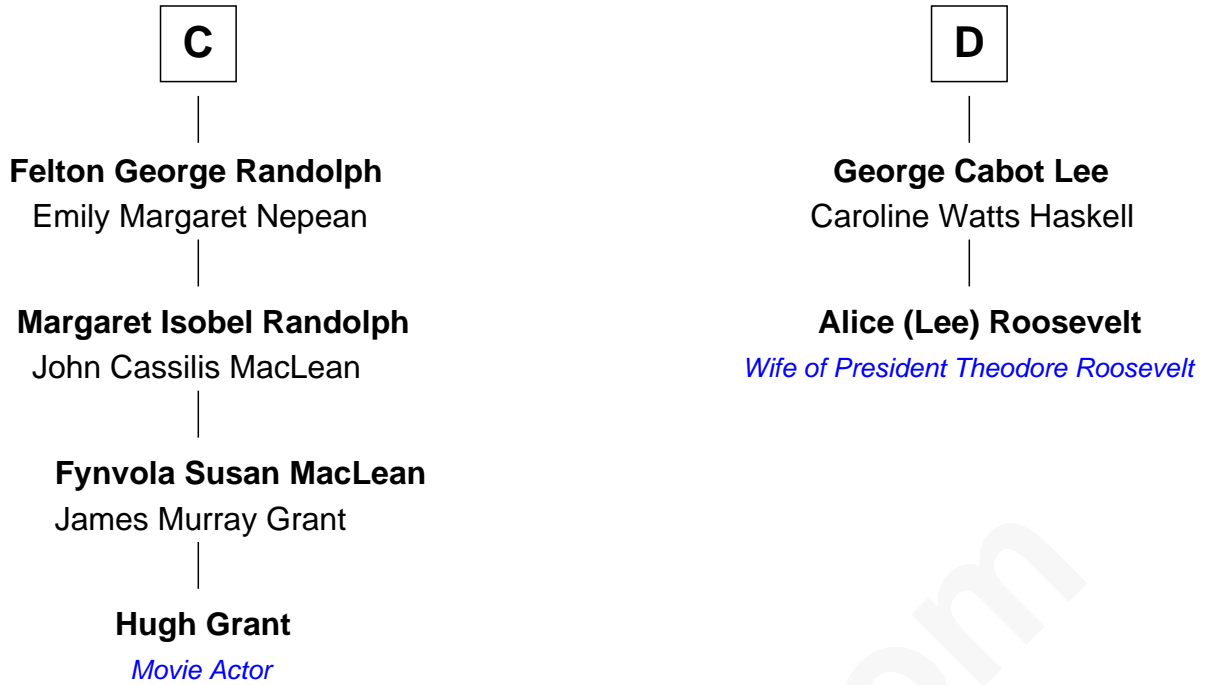 C
Felton George Randolph
Emily Margaret Nepean
Margaret Isobel Randolph
John Cassilis MacLean
Fynvola Susan MacLean
James Murray Grant
Hugh Grant
Movie Actor
D
George Cabot Lee
Caroline Watts Haskell
Alice (Lee) Roosevelt
Wife of President Theodore Roosevelt
om